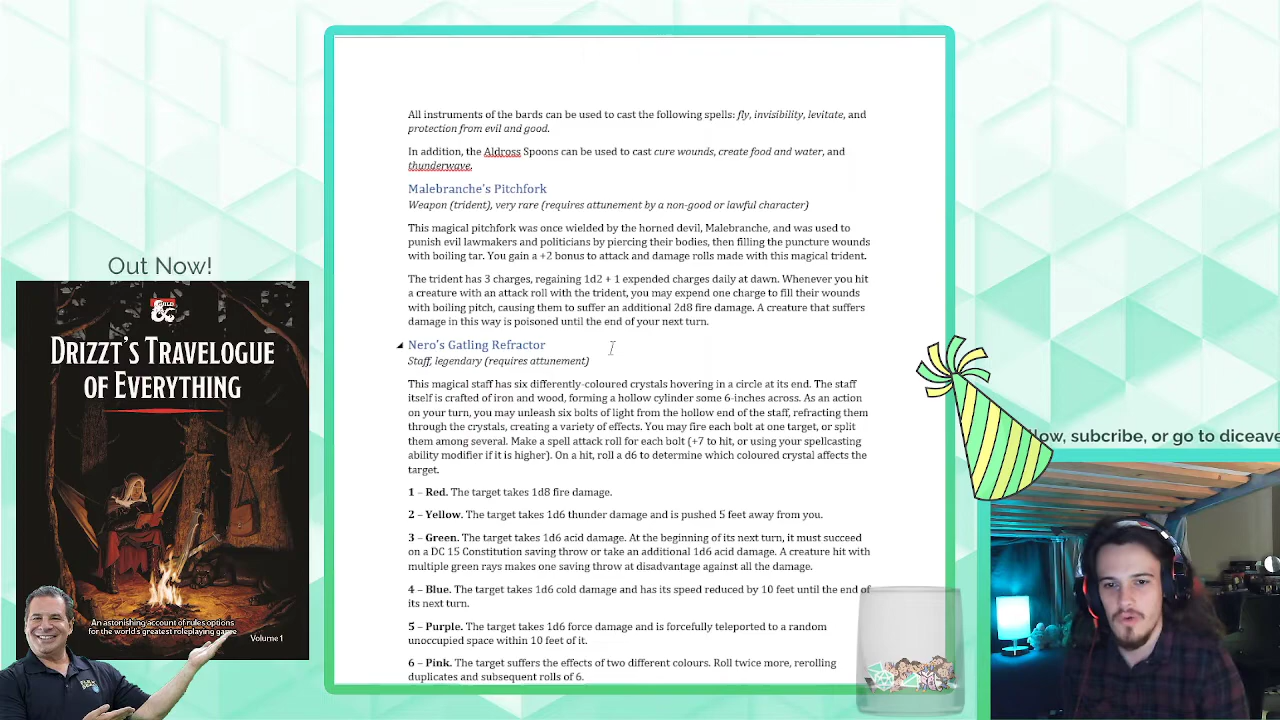 All instruments of the bards can be used to cast the following spells: fly, invisibility, levitate, and
protection from evil and good.
In addition, the Aldross Spoons can be used to cast cure wounds, create food and water, and
thunderwave.
Malebranche's Pitchfork
Weapon (trident), very rare (requires attunement by a non-good or lawful character)
This magical pitchfork was once wielded by the horned devil, Malebranche, and was used to
punish evil lawmakers and politicians by piercing their bodies, then filling the puncture wounds
with boiling tar. You gain a +2 bonus to attack and damage rolls made with this magical trident.
The trident has 3 charges, regaining 1d2 + 1 expended charges daily at dawn. Whenever you hit
a creature with an attack roll with the trident, you may expend one charge to fill their wounds
with boiling pitch, causing them to suffer an additional 2d8 fire damage. A creature that suffers
damage in this way is poisoned until the end of your next turn.
Nero's Gatling Refractor
Staff, legendary (requires attunement)
This magical staff has six differently-coloured crystals hovering in a circle at its end. The staff
itself is crafted of iron and wood, forming a hollow cylinder some 6-inches across. As an action
on your turn, you may unleash six bolts of light from the hollow end of the staff, refracting them
through the crystals, creating a variety of effects. You may fire each bolt at one target, or split
them among several. Make a spell attack roll for each bolt (+7 to hit, or using your spellcasting
ability modifier if it is higher). On a hit, roll a d6 to determine which coloured crystal affects the
target.
1 – Red. The target takes 1d8 fire damage.
2 – Yellow. The target takes 1d6 thunder damage and is pushed 5 feet away from you.
3 – Green. The target takes 1d6 acid damage. At the beginning of its next turn, it must succeed
on a DC 15 Constitution saving throw or take an additional 1d6 acid damage. A creature hit with
multiple green rays makes one saving throw at disadvantage against all the damage.
4 – Blue. The target takes 1d6 cold damage and has its speed reduced by 10 feet until the end of
its next turn.
5 – Purple. The target takes 1d6 force damage and is forcefully teleported to a random
unoccupied space within 10 feet of it.
6 – Pink. The target suffers the effects of two different colours. Roll twice more, rerolling
duplicates and subsequent rolls of 6.
Out Now!
DRIZZT'S TRAVELOGUE
OF EVERYTHING
An astonishing account of rules options
for the world's greatest roleplaying game
Volume 1
low, subcribe, or go to diceave